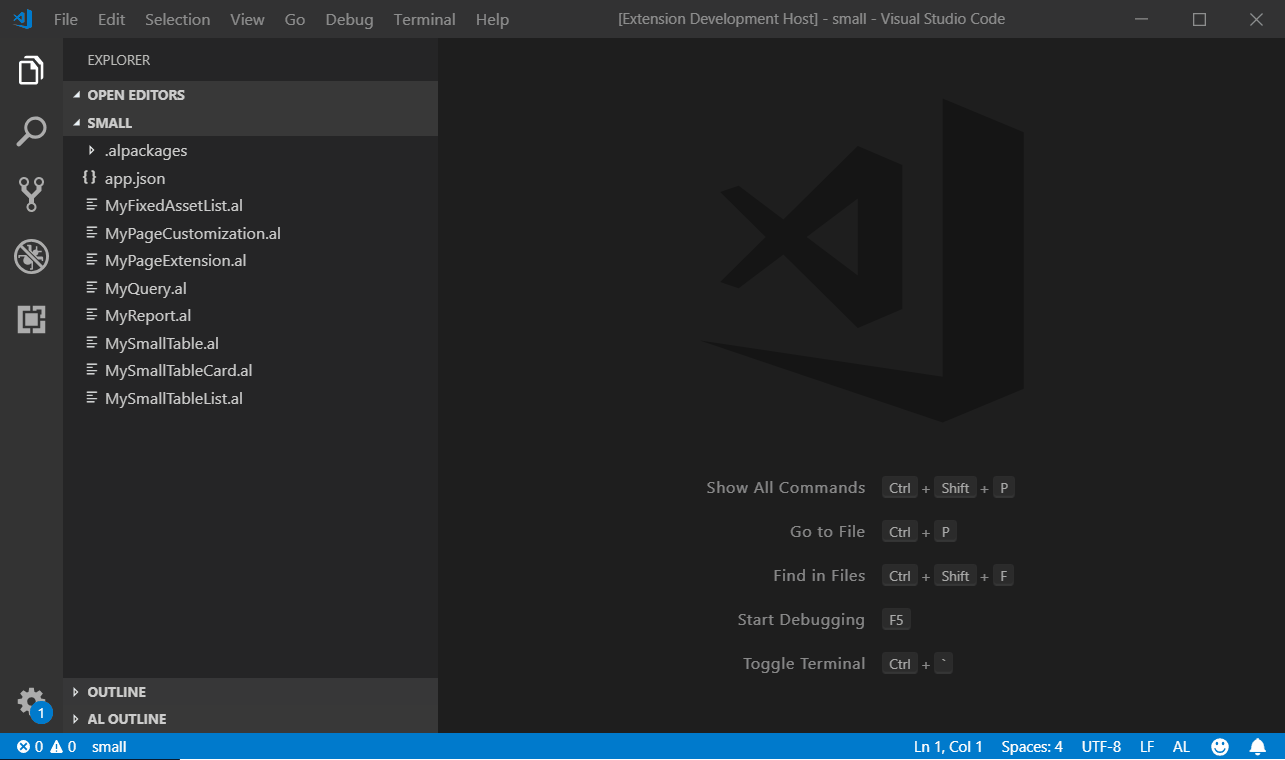 File Edit Selection View Go Debug Terminal Help [Extension Development Host] - small - Visual Studio Code
EXPLORER
OPEN EDITORS
SMALL
.alpackages
{} app.json
MyFixedAssetList.al
MyPageCustomization.al
MyPageExtension.al
MyQuery.al
MyReport.al
MySmallTable.al
MySmallTableCard.al
MySmallTableList.al
Show All Commands Ctrl + Shift + P
Go to File Ctrl + P
Find in Files Ctrl + Shift + F
Start Debugging F5
Toggle Terminal Ctrl + `
OUTLINE
1
AL OUTLINE
0 0 small Ln 1, Col 1 Spaces: 4 UTF-8 LF AL